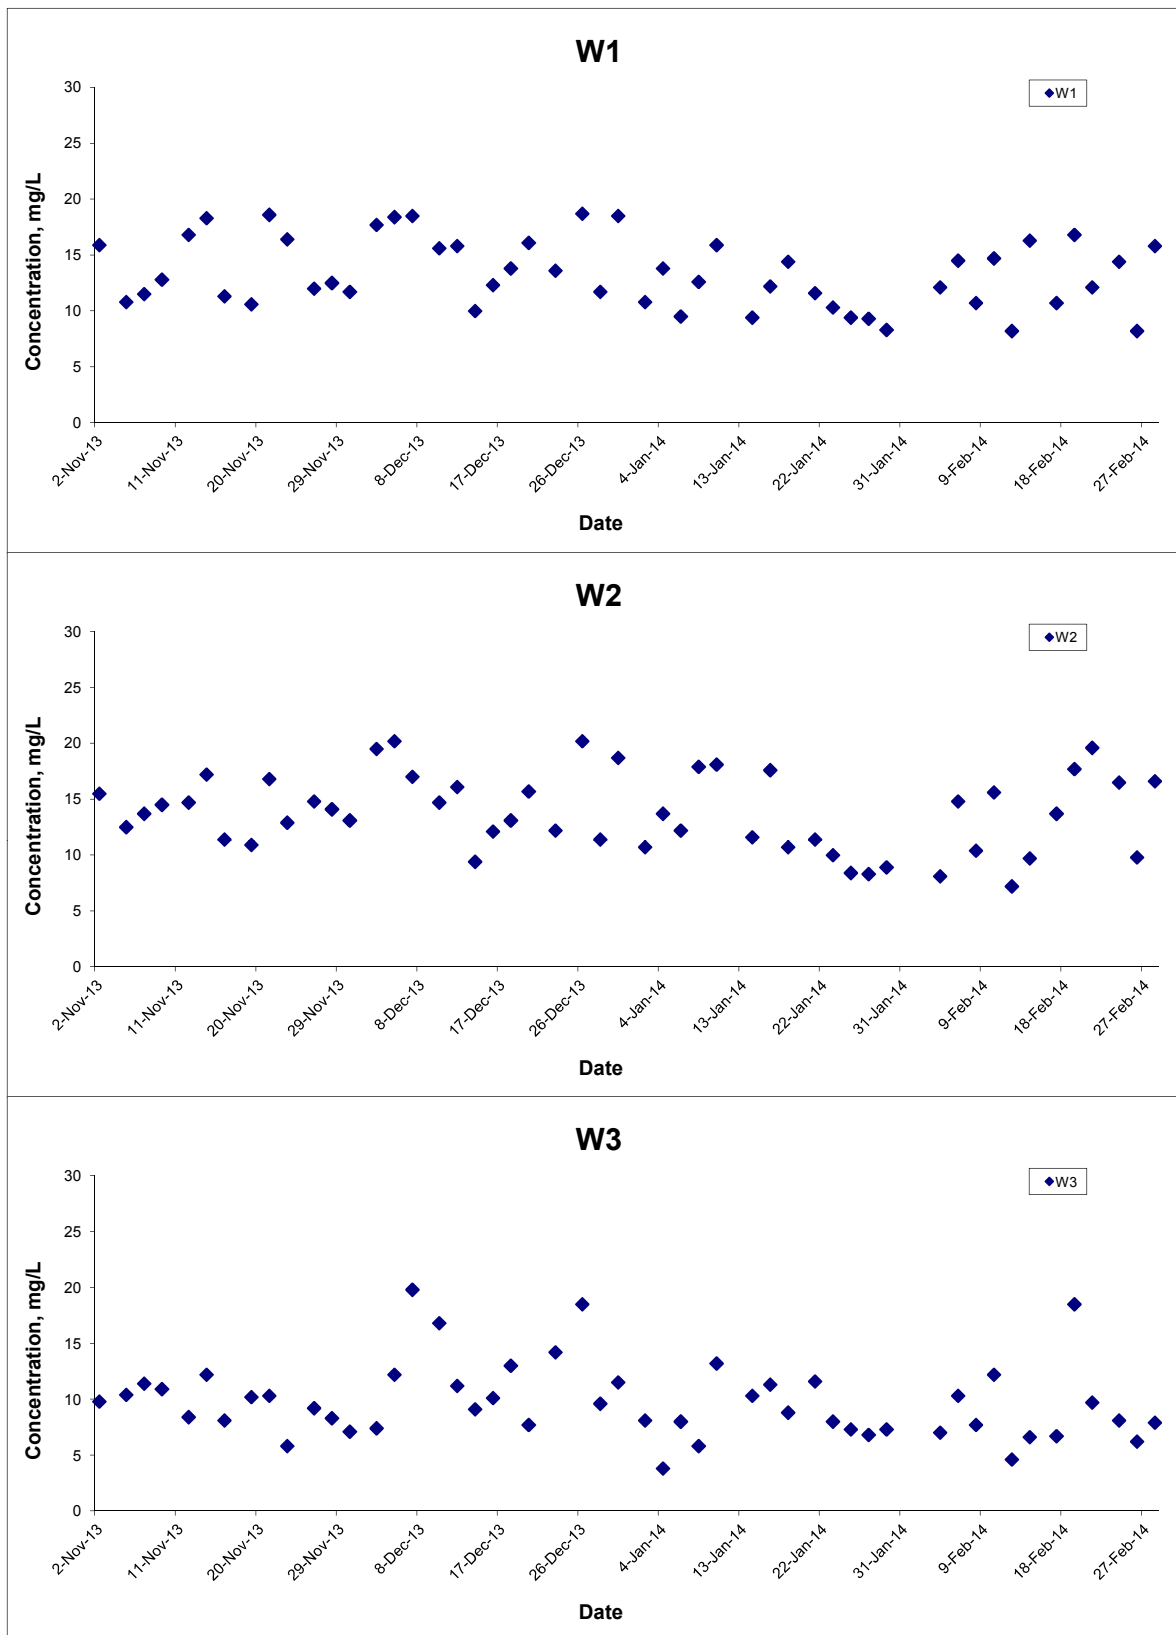 W1
30
25
20
15
10
5
0
Concentration, mg/L
W1
2-Nov-13
11-Nov-13
20-Nov-13
29-Nov-13
8-Dec-13
17-Dec-13
26-Dec-13
4-Jan-14
13-Jan-14
22-Jan-14
31-Jan-14
9-Feb-14
18-Feb-14
27-Feb-14
Date
W2
30
25
20
15
10
5
0
Concentration, mg/L
W2
2-Nov-13
11-Nov-13
20-Nov-13
29-Nov-13
8-Dec-13
17-Dec-13
26-Dec-13
4-Jan-14
13-Jan-14
22-Jan-14
31-Jan-14
9-Feb-14
18-Feb-14
27-Feb-14
Date
W3
30
25
20
15
10
5
0
Concentration, mg/L
W3
2-Nov-13
11-Nov-13
20-Nov-13
29-Nov-13
8-Dec-13
17-Dec-13
26-Dec-13
4-Jan-14
13-Jan-14
22-Jan-14
31-Jan-14
9-Feb-14
18-Feb-14
27-Feb-14
Date